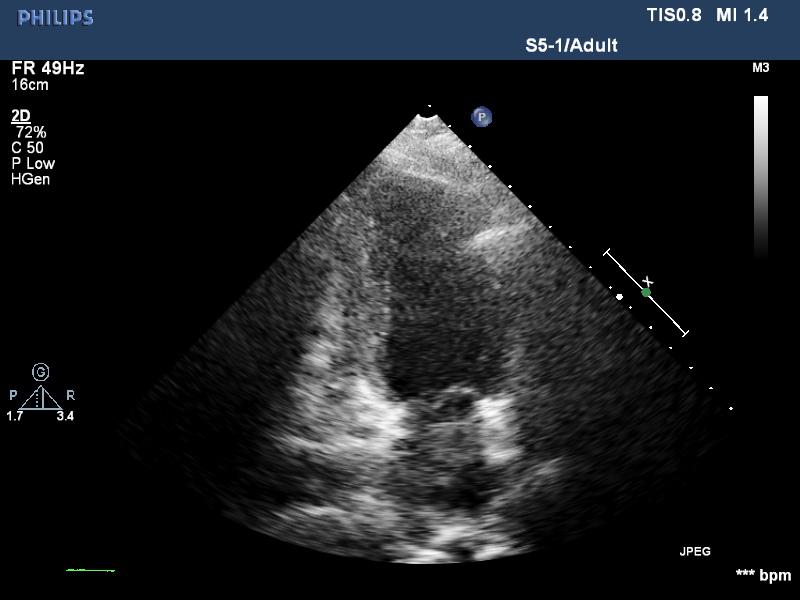 PHILIPS
TIS0.8 MI 1.4
S5-1/Adult
FR 49Hz
16cm
M3
2D
72%
C 50
P Low
HGen
P
G
P R
1.7 3.4
X
JPEG
*** bpm